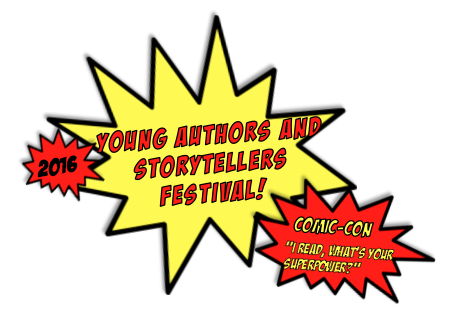 YOUNG AUTHORS AND
STORYTELLERS
FESTIVAL!
2016
COMIC-CON
"I READ, WHAT'S YOUR
SUPERPOWER?"